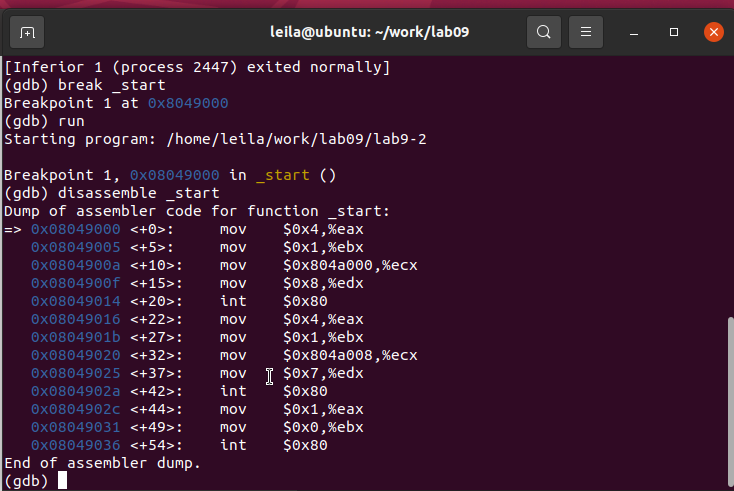 leila@ubuntu: ~/work/lab09
[Inferior 1 (process 2447) exited normally]
(gdb) break _start
Breakpoint 1 at 0x8049000
(gdb) run
Starting program: /home/leila/work/lab09/lab9-2
Breakpoint 1, 0x08049000 in _start ()
(gdb) disassemble _start
Dump of assembler code for function _start:
=> 0x08049000 <+0>:     mov    $0x4,%eax
   0x08049005 <+5>:     mov    $0x1,%ebx
   0x0804900a <+10>:    mov    $0x804a000,%ecx
   0x0804900f <+15>:    mov    $0x8,%edx
   0x08049014 <+20>:    int    $0x80
   0x08049016 <+22>:    mov    $0x4,%eax
   0x0804901b <+27>:    mov    $0x1,%ebx
   0x08049020 <+32>:    mov    $0x804a008,%ecx
   0x08049025 <+37>:    mov    $0x7,%edx
   0x0804902a <+42>:    int    $0x80
   0x0804902c <+44>:    mov    $0x1,%eax
   0x08049031 <+49>:    mov    $0x0,%ebx
   0x08049036 <+54>:    int    $0x80
End of assembler dump.
(gdb)